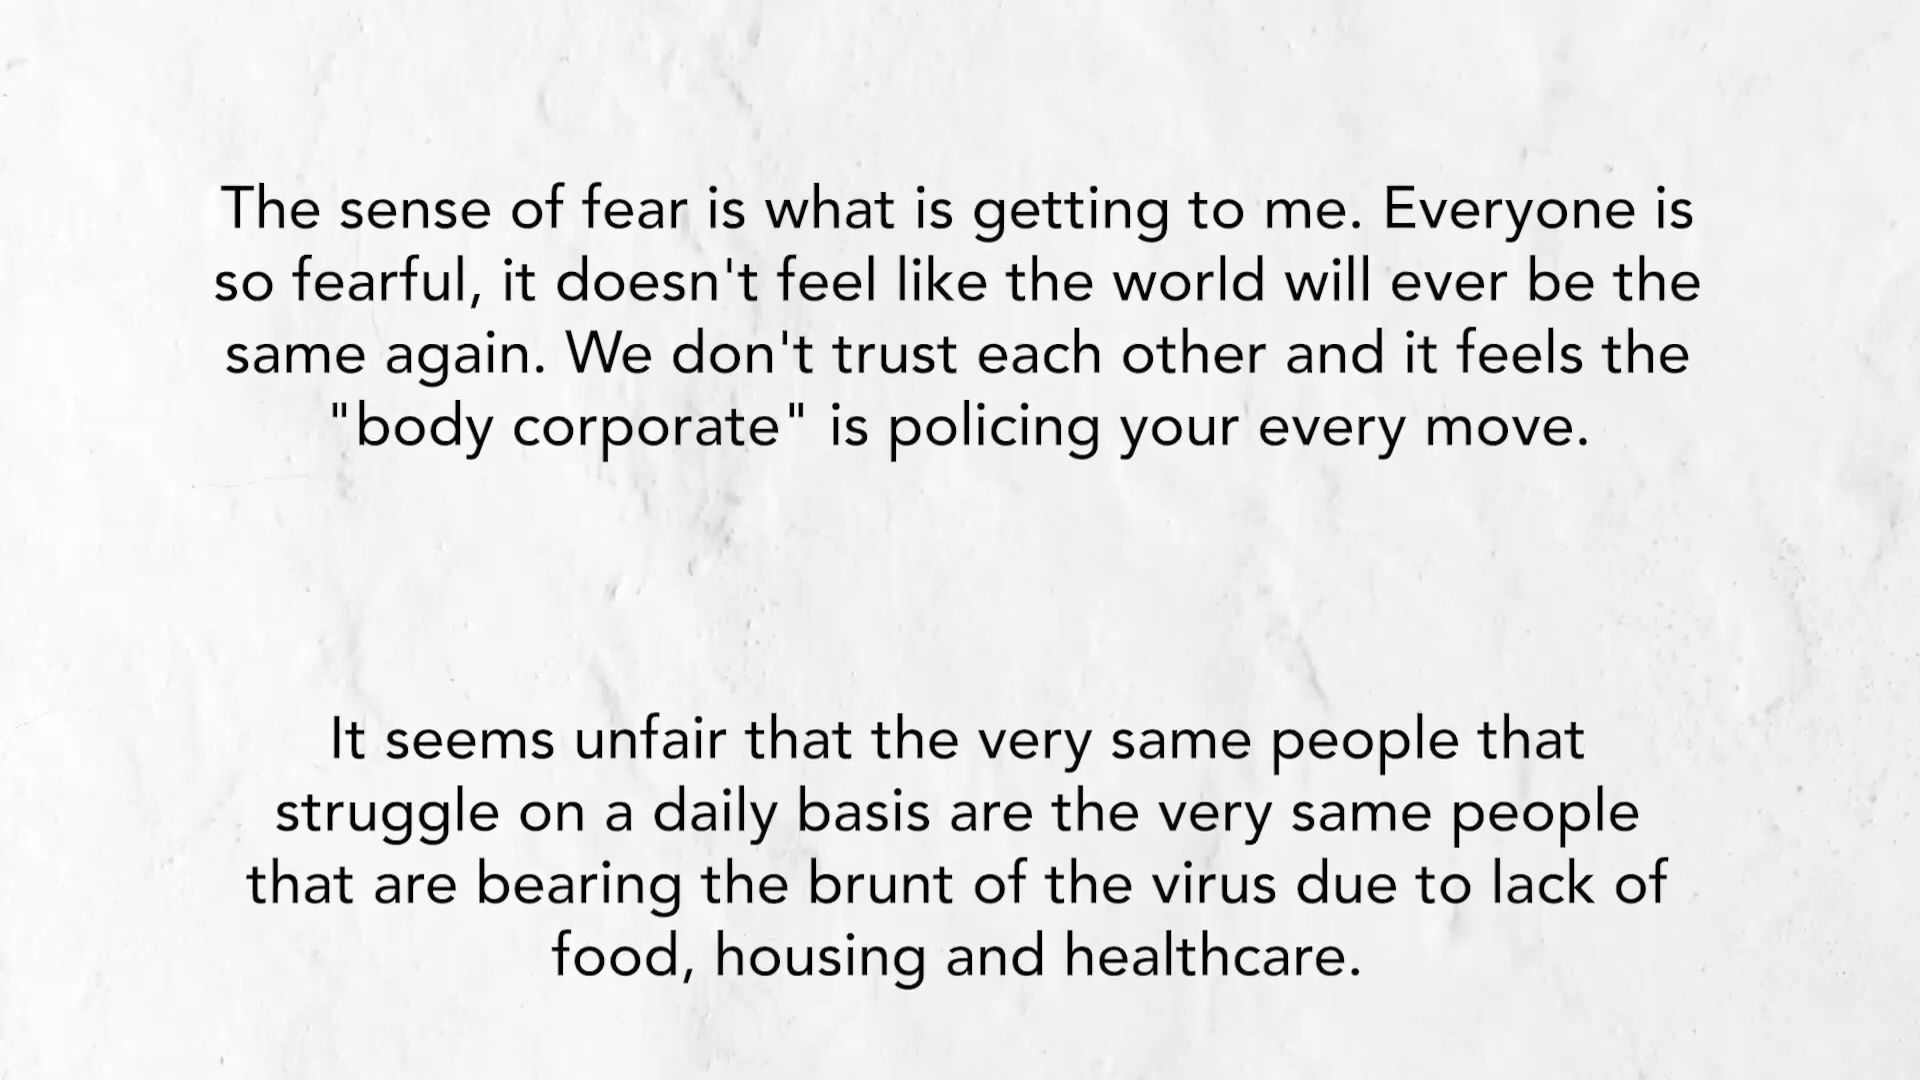 The sense of fear is what is getting to me. Everyone is
so fearful, it doesn't feel like the world will ever be the
same again. We don't trust each other and it feels the
"body corporate" is policing your every move.
It seems unfair that the very same people that
struggle on a daily basis are the very same people
that are bearing the brunt of the virus due to lack of
food, housing and healthcare.